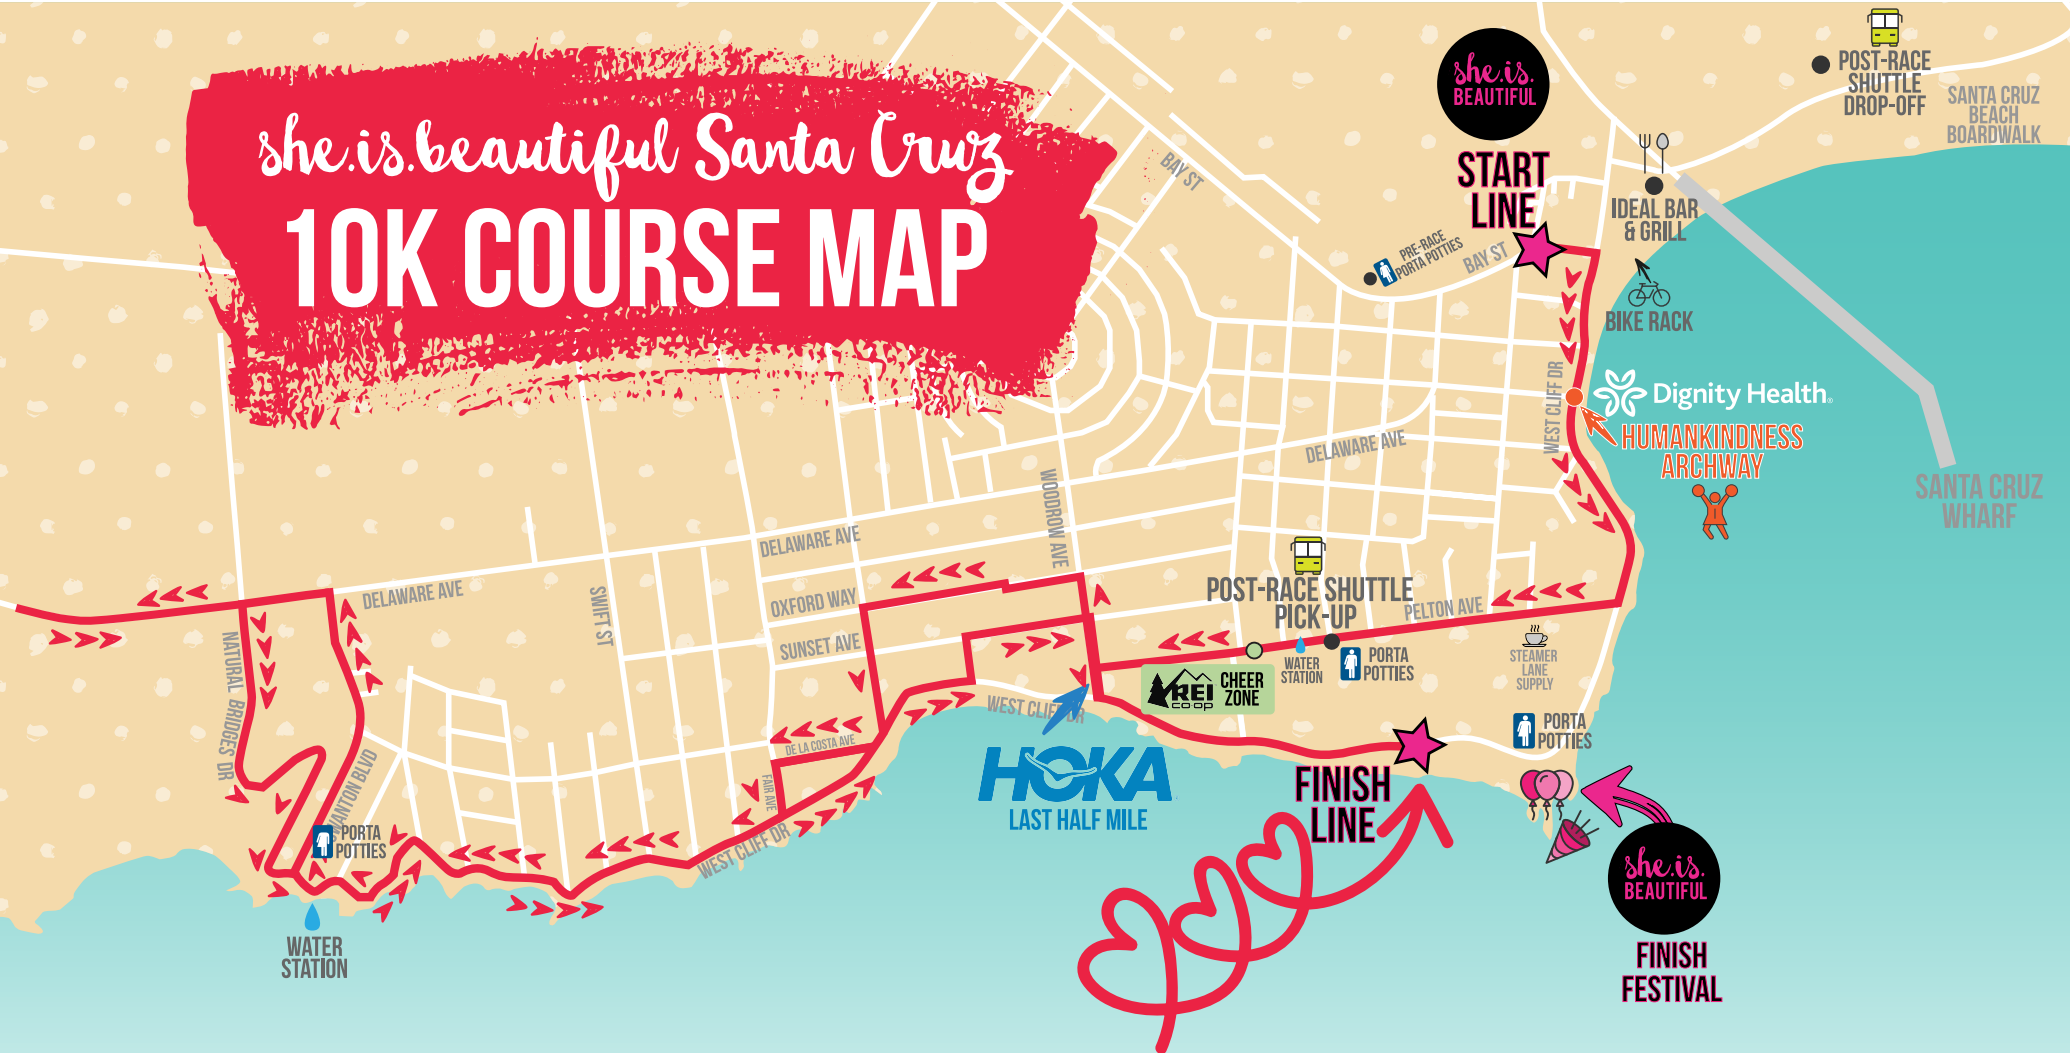 she.is.beautiful Santa Cruz
10K COURSE MAP
she.is.
BEAUTIFUL
START
LINE
POST-RACE
SHUTTLE
DROP-OFF
SANTA CRUZ
BEACH
BOARDWALK
BAY ST
PRE-RACE
PORTA POTTIES
BAY ST
IDEAL BAR
& GRILL
BIKE RACK
WEST CLIFF DR
Dignity Health®
HUMANKINDNESS
ARCHWAY
SANTA CRUZ
WHARF
DELAWARE AVE
WOODROW AVE
DELAWARE AVE
OXFORD WAY
SUNSET AVE
DELAWARE AVE
SWIFT ST
NATURAL BRIDGES DR
POST-RACE SHUTTLE
PICK-UP
PELTON AVE
WATER
STATION
PORTA
POTTIES
STEAMER
LANE
SUPPLY
REI
CO·OP
CHEER
ZONE
WEST CLIFF DR
DE LA COSTA AVE
FAIR AVE
WEST CLIFF DR
SWANTON BLVD
PORTA
POTTIES
WATER
STATION
HOKA
LAST HALF MILE
FINISH
LINE
PORTA
POTTIES
she.is.
BEAUTIFUL
FINISH
FESTIVAL